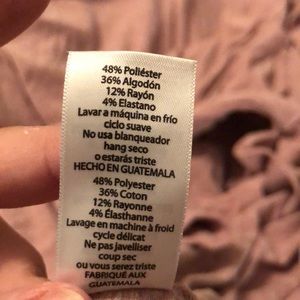 48% Poliéster
36% Algodón
12% Rayón
4% Elastano
Lavar a máquina en frío
ciclo suave
No usa blanqueador
hang seco
o estarás triste
HECHO EN GUATEMALA
48% Polyester
36% Coton
12% Rayonne
4% Élasthanne
Lavage en machine à froid
cycle délicat
Ne pas javelliser
coup sec
ou vous serez triste
FABRIQUÉ AUX
GUATEMALA